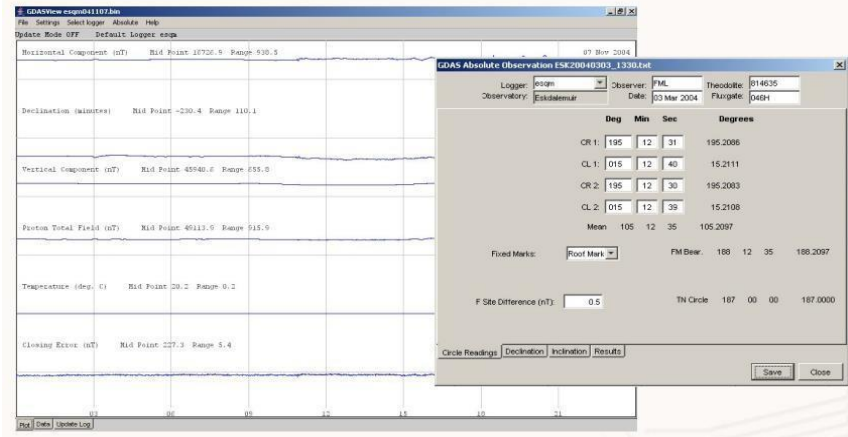 GDASView esqm041107.bin
File Settings Select logger Absolute Help
Update Mode OFF Default Logger esqm
Horizontal Component (nT) Mid Point 16726.9 Range 930.5
07 Nov 2004
Declination (minutes) Mid Point -230.4 Range 110.1
Vertical Component (nT) Mid Point 45940.8 Range 655.8
Proton Total Field (nT) Mid Point 49113.9 Range 915.9
Temperature (deg. C) Mid Point 20.2 Range 0.2
Closing Error (nT) Mid Point 227.3 Range 5.4
03 06 09 12 15 18 21
Plot Data Update Log
GDAS Absolute Observation ESK20040303_1330.txt
Logger: esqm Observer: FML Theodolite: 814635
Observatory: Eskdalemuir Date: 03 Mar 2004 Fluxgate: 046H
Deg Min Sec Degrees
CR 1: 195 12 31 195.2086
CL 1: 015 12 40 15.2111
CR 2: 195 12 30 195.2083
CL 2: 015 12 39 15.2108
Mean 105 12 35 105.2097
Fixed Marks: Roof Mark FM Bear. 188 12 35 188.2097
F Site Difference (nT): 0.5 TN Circle 187 00 00 187.0000
Circle Readings Declination Inclination Results
Save Close